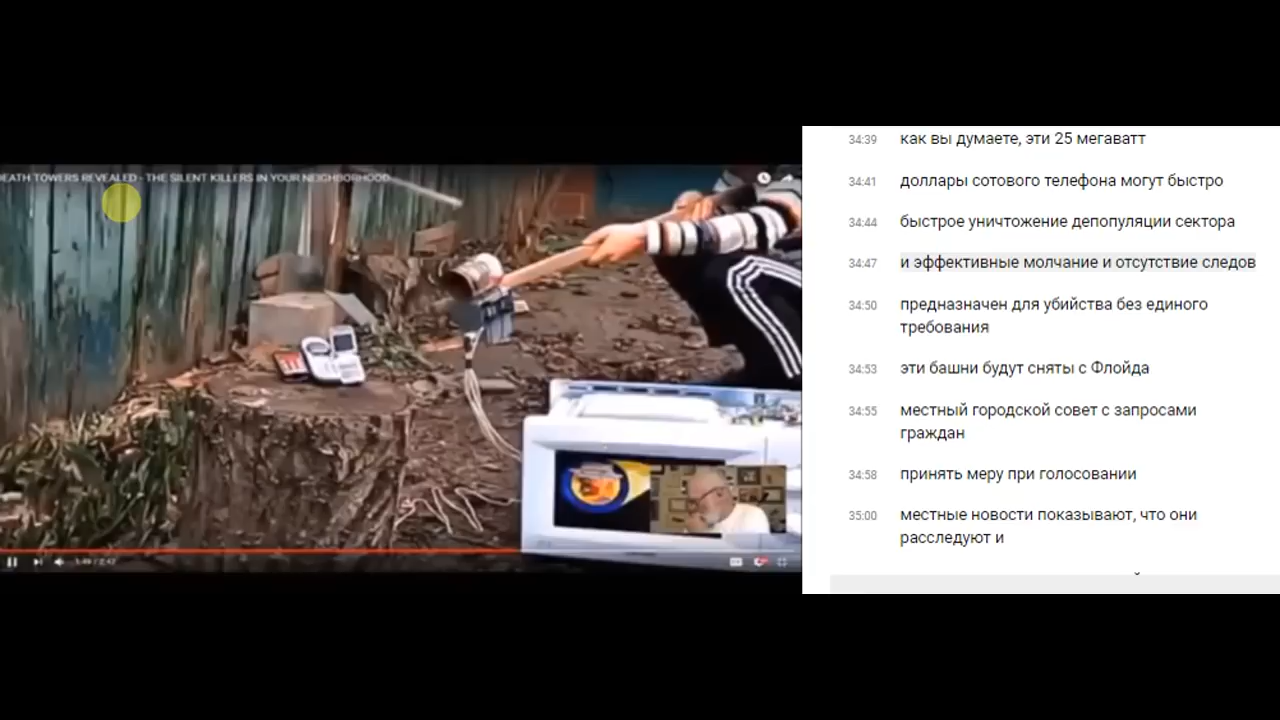 DEATH TOWERS REVEALED - THE SILENT KILLERS IN YOUR NEIGHBORHOOD
34:39 как вы думаете, эти 25 мегаватт
34:41 доллары сотового телефона могут быстро
34:44 быстрое уничтожение депопуляции сектора
34:47 и эффективные молчание и отсутствие следов
34:50 предназначен для убийства без единого
требования
34:53 эти башни будут сняты с Флойда
34:55 местный городской совет с запросами
граждан
34:58 принять меру при голосовании
35:00 местные новости показывают, что они
расследуют и